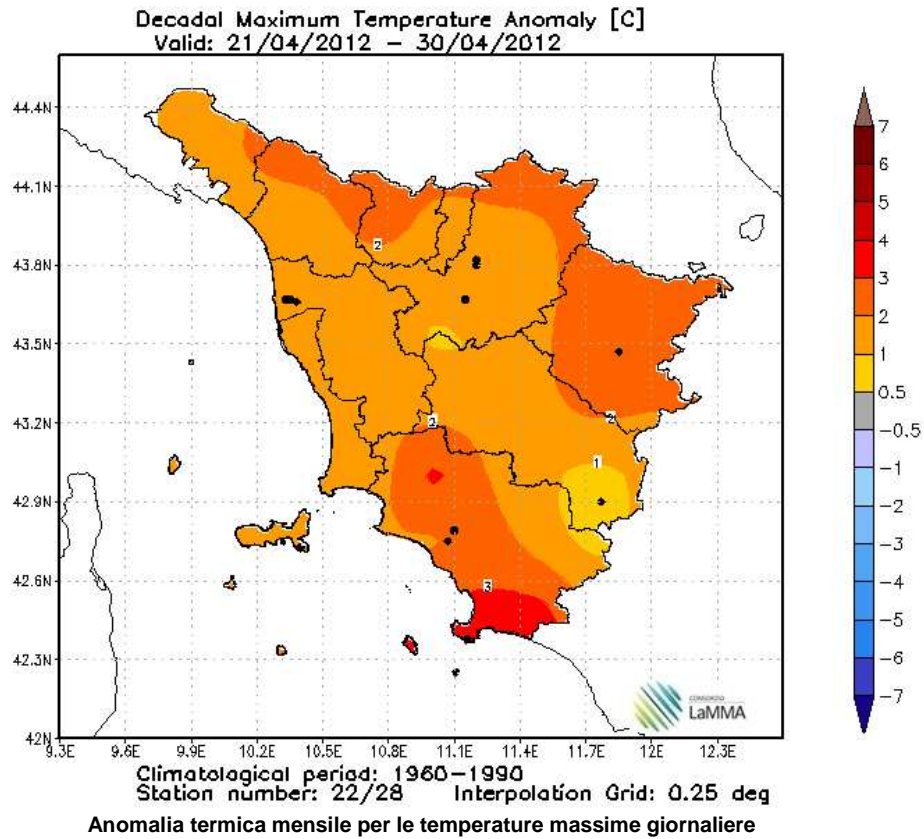 Decadal Maximum Temperature Anomaly [C]
Valid: 21/04/2012 – 30/04/2012
44.4N
44.1N
43.8N
43.5N
43.2N
42.9N
42.6N
42.3N
42N
9.3E 9.6E 9.9E 10.2E 10.5E 10.8E 11.1E 11.4E 11.7E 12E 12.3E
2
2
2
1
3
7
6
5
4
3
2
1
0.5
−0.5
−1
−2
−3
−4
−5
−6
−7
CONSORZIO
LaMMA
Climatological period: 1960–1990
Station number: 22/28 Interpolation Grid: 0.25 deg
Anomalia termica mensile per le temperature massime giornaliere